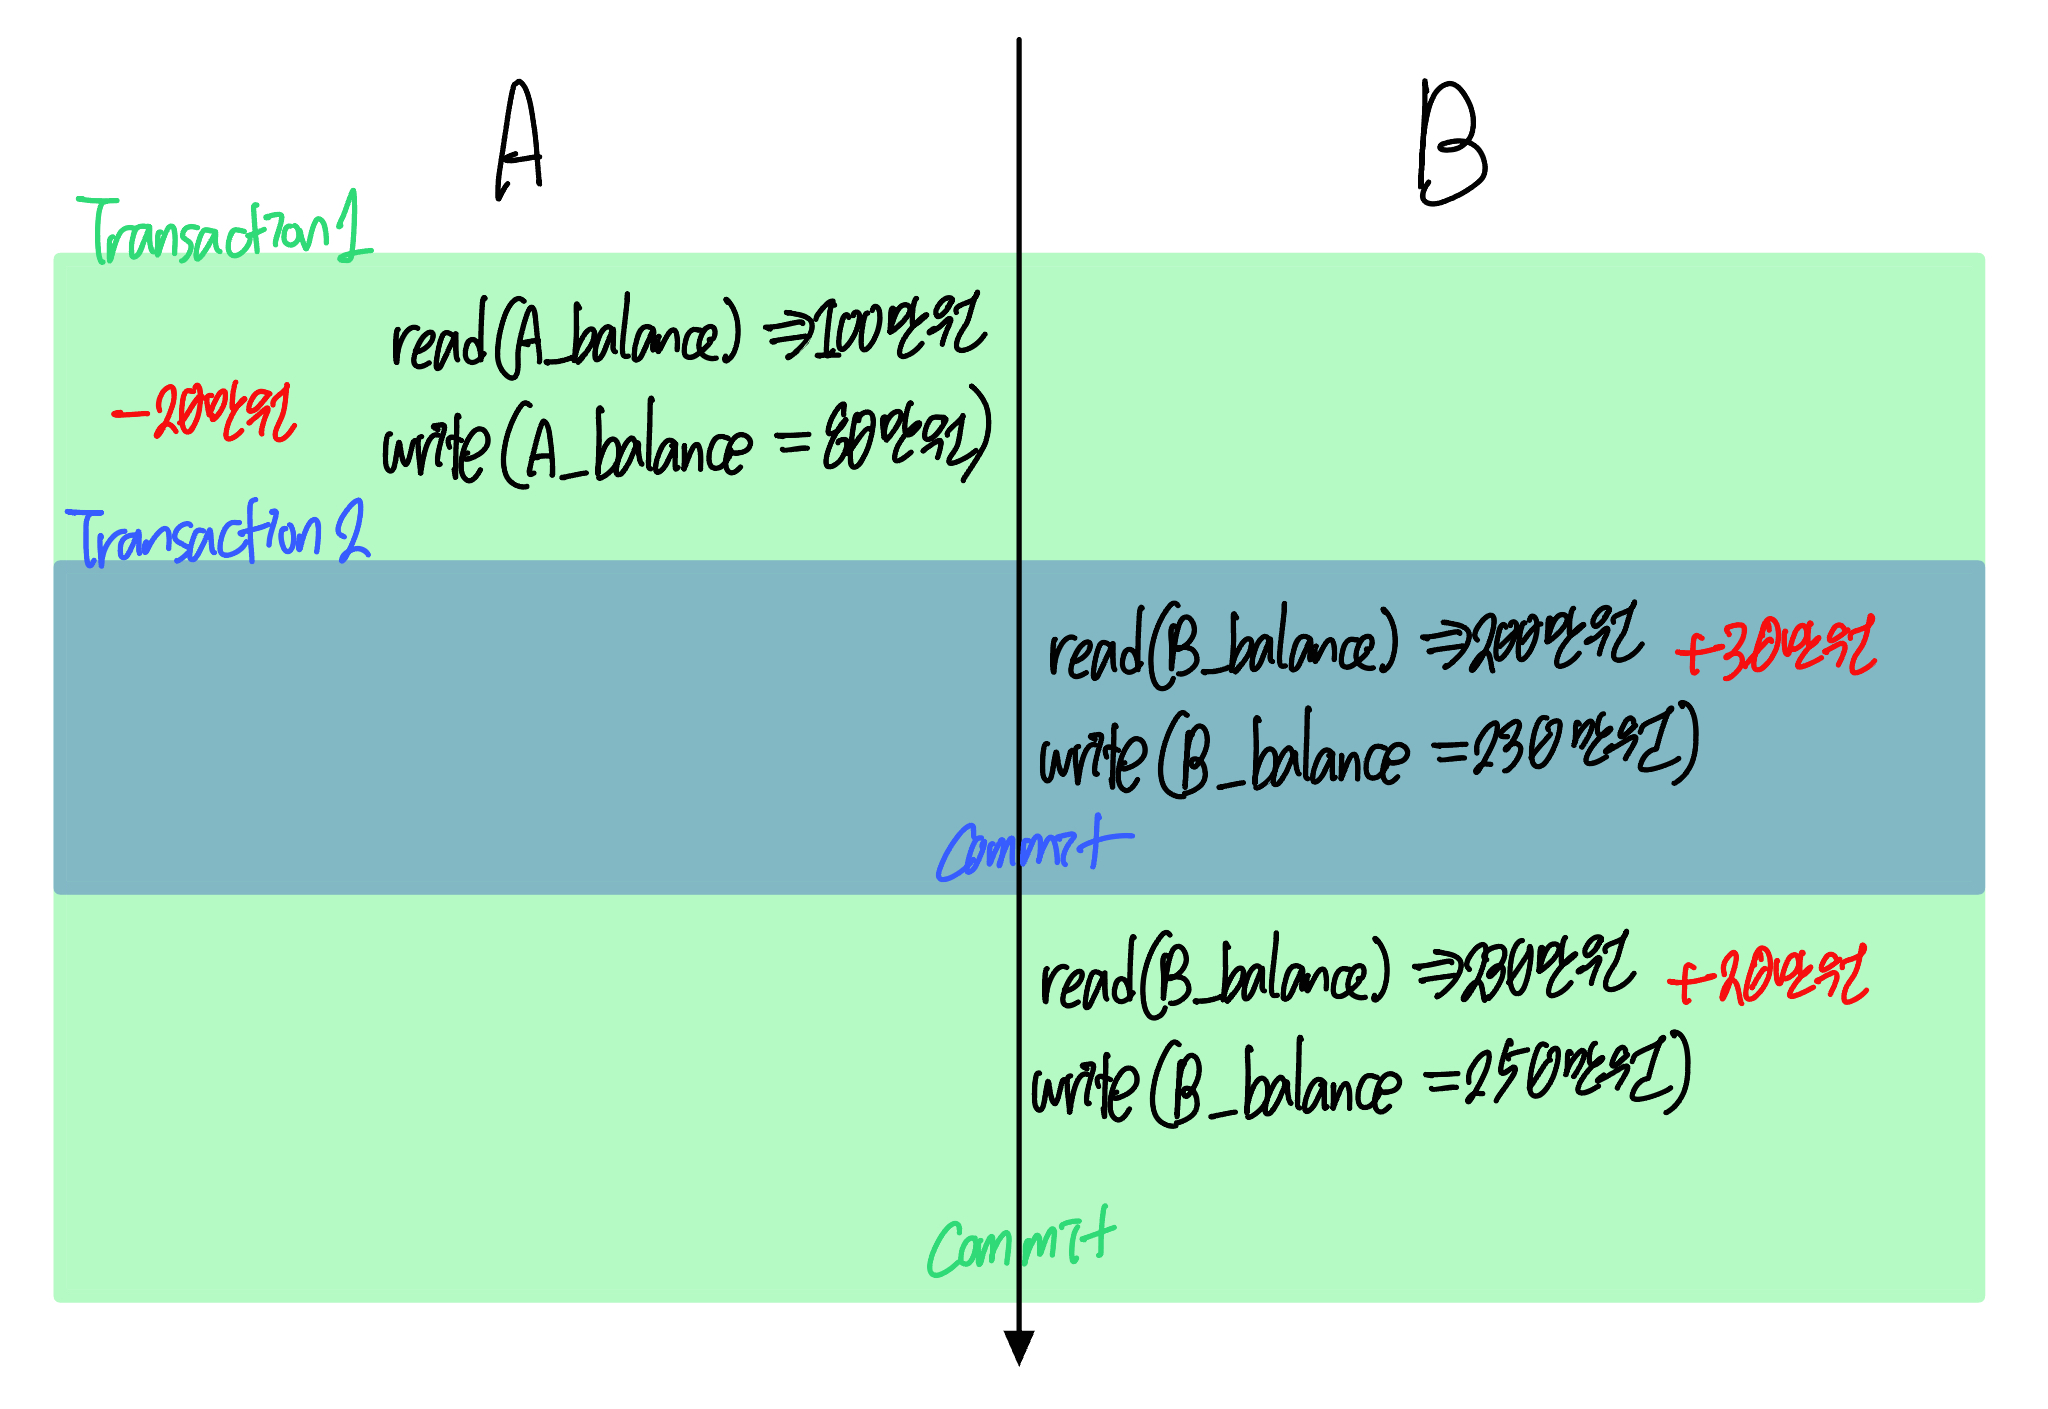 A
B
Transaction 1
read(A_balance) ⇒ 100만원
-20만원
write(A_balance = 80만원)
Transaction 2
read(B_balance) ⇒ 200만원 +30만원
write(B_balance = 230만원)
Commit
read(B_balance) ⇒ 230만원 +20만원
write(B_balance = 250만원)
Commit